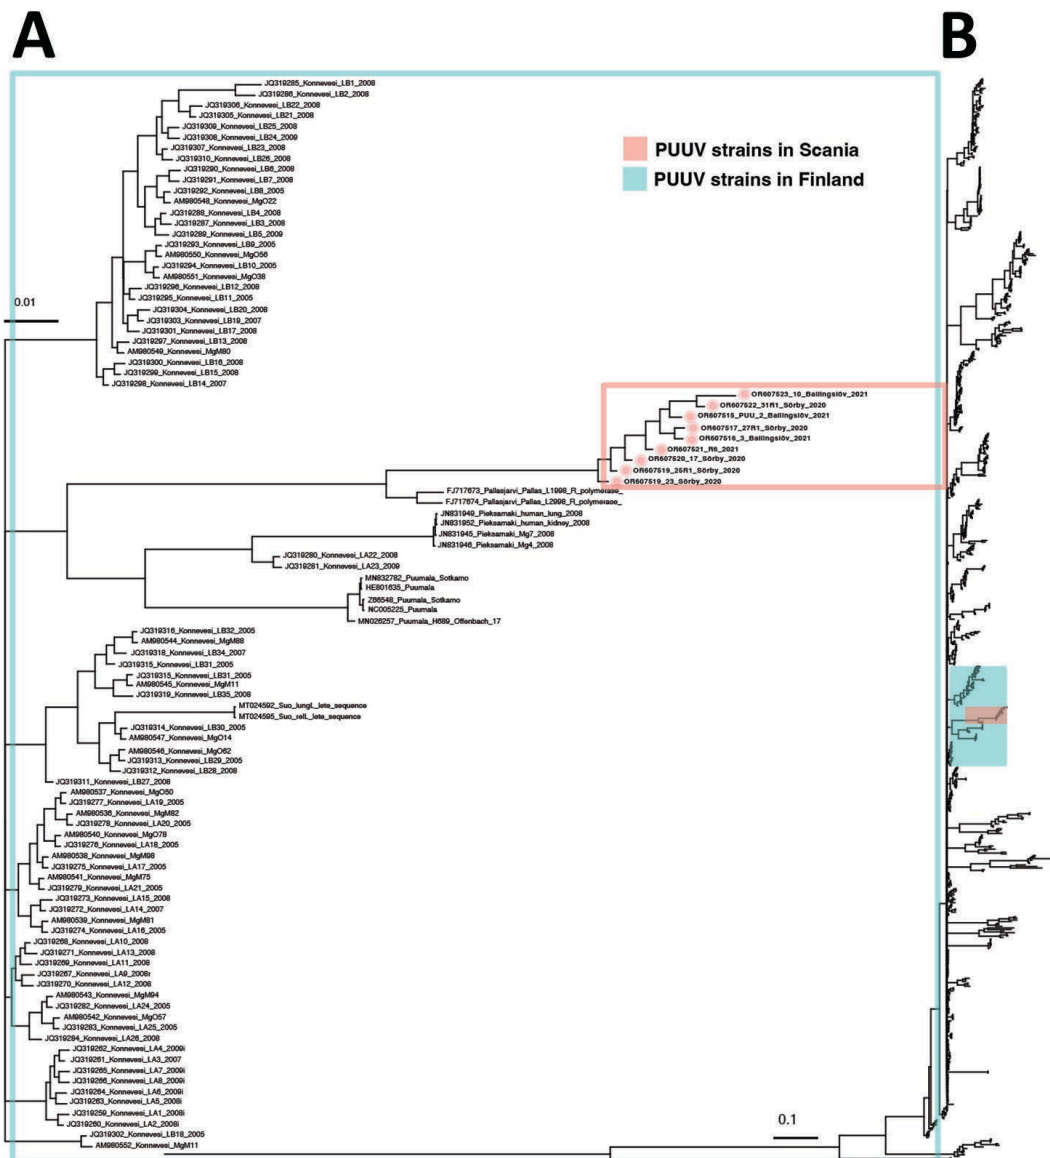 A
B
JQ319285_Konnevesi_LB1_2008
JQ319286_Konnevesi_LB2_2008
JQ319306_Konnevesi_LB22_2008
JQ319305_Konnevesi_LB21_2008
JQ319309_Konnevesi_LB25_2008
JQ319308_Konnevesi_LB24_2009
JQ319307_Konnevesi_LB23_2008
JQ319310_Konnevesi_LB26_2008
JQ319290_Konnevesi_LB6_2008
JQ319291_Konnevesi_LB7_2008
JQ319292_Konnevesi_LB8_2005
AM980548_Konnevesi_MgO22
JQ319288_Konnevesi_LB4_2008
JQ319287_Konnevesi_LB3_2008
JQ319289_Konnevesi_LB5_2009
JQ319293_Konnevesi_LB9_2005
AM980550_Konnevesi_MgO56
JQ319294_Konnevesi_LB10_2005
AM980551_Konnevesi_MgO38
JQ319296_Konnevesi_LB12_2008
JQ319295_Konnevesi_LB11_2005
JQ319304_Konnevesi_LB20_2008
JQ319303_Konnevesi_LB19_2007
JQ319301_Konnevesi_LB17_2008
JQ319297_Konnevesi_LB13_2008
AM980549_Konnevesi_MgM80
JQ319300_Konnevesi_LB16_2008
JQ319299_Konnevesi_LB15_2008
JQ319298_Konnevesi_LB14_2007
PUUV strains in Scania
PUUV strains in Finland
0.01
OR607523_10_Ballingslöv_2021
OR607522_31R1_Sörby_2020
OR607515_PUU_2_Ballingslöv_2021
OR607517_27R1_Sörby_2020
OR607516_3_Ballingslöv_2021
OR607521_R6_2021
OR607520_17_Sörby_2020
OR607519_25R1_Sörby_2020
OR607519_23_Sörby_2020
FJ717673_Pallasjarvi_Pallas_L1998_R_polymerase_
FJ717674_Pallasjarvi_Pallas_L2998_R_polymerase_
JN831949_Pieksamaki_human_lung_2008
JN831952_Pieksamaki_human_kidney_2008
JN831945_Pieksamaki_Mg7_2008
JN831946_Pieksamaki_Mg4_2008
JQ319280_Konnevesi_LA22_2008
JQ319281_Konnevesi_LA23_2009
MN832782_Puumala_Sotkamo
HE801635_Puumala
Z66548_Puumala_Sotkamo
NC005225_Puumala
MN026257_Puumala_H689_Offenbach_17
JQ319316_Konnevesi_LB32_2005
AM980544_Konnevesi_MgM88
JQ319318_Konnevesi_LB34_2007
JQ319315_Konnevesi_LB31_2005
JQ319315_Konnevesi_LB31_2005
AM980545_Konnevesi_MgM11
JQ319319_Konnevesi_LB35_2008
MT024592_Suo_lungL_lete_sequence
MT024595_Suo_relL_lete_sequence
JQ319314_Konnevesi_LB30_2005
AM980547_Konnevesi_MgO14
AM980546_Konnevesi_MgO62
JQ319313_Konnevesi_LB29_2005
JQ319312_Konnevesi_LB28_2008
JQ319311_Konnevesi_LB27_2008
AM980537_Konnevesi_MgO50
JQ319277_Konnevesi_LA19_2005
AM980536_Konnevesi_MgM82
JQ319278_Konnevesi_LA20_2005
AM980540_Konnevesi_MgO78
JQ319276_Konnevesi_LA18_2005
AM980538_Konnevesi_MgM98
JQ319275_Konnevesi_LA17_2005
AM980541_Konnevesi_MgM75
JQ319279_Konnevesi_LA21_2005
JQ319273_Konnevesi_LA15_2008
JQ319272_Konnevesi_LA14_2007
AM980539_Konnevesi_MgM81
JQ319274_Konnevesi_LA16_2005
JQ319268_Konnevesi_LA10_2008
JQ319271_Konnevesi_LA13_2008
JQ319269_Konnevesi_LA11_2008
JQ319267_Konnevesi_LA9_2008r
JQ319270_Konnevesi_LA12_2008
AM980543_Konnevesi_MgM94
JQ319282_Konnevesi_LA24_2005
AM980542_Konnevesi_MgO57
JQ319283_Konnevesi_LA25_2005
JQ319284_Konnevesi_LA26_2008
JQ319262_Konnevesi_LA4_2009i
JQ319261_Konnevesi_LA3_2007
JQ319265_Konnevesi_LA7_2009i
JQ319266_Konnevesi_LA8_2009i
JQ319264_Konnevesi_LA6_2009i
JQ319263_Konnevesi_LA5_2008i
JQ319259_Konnevesi_LA1_2008i
JQ319260_Konnevesi_LA2_2008i
JQ319302_Konnevesi_LB18_2005
AM980552_Konnevesi_MgM11
0.1